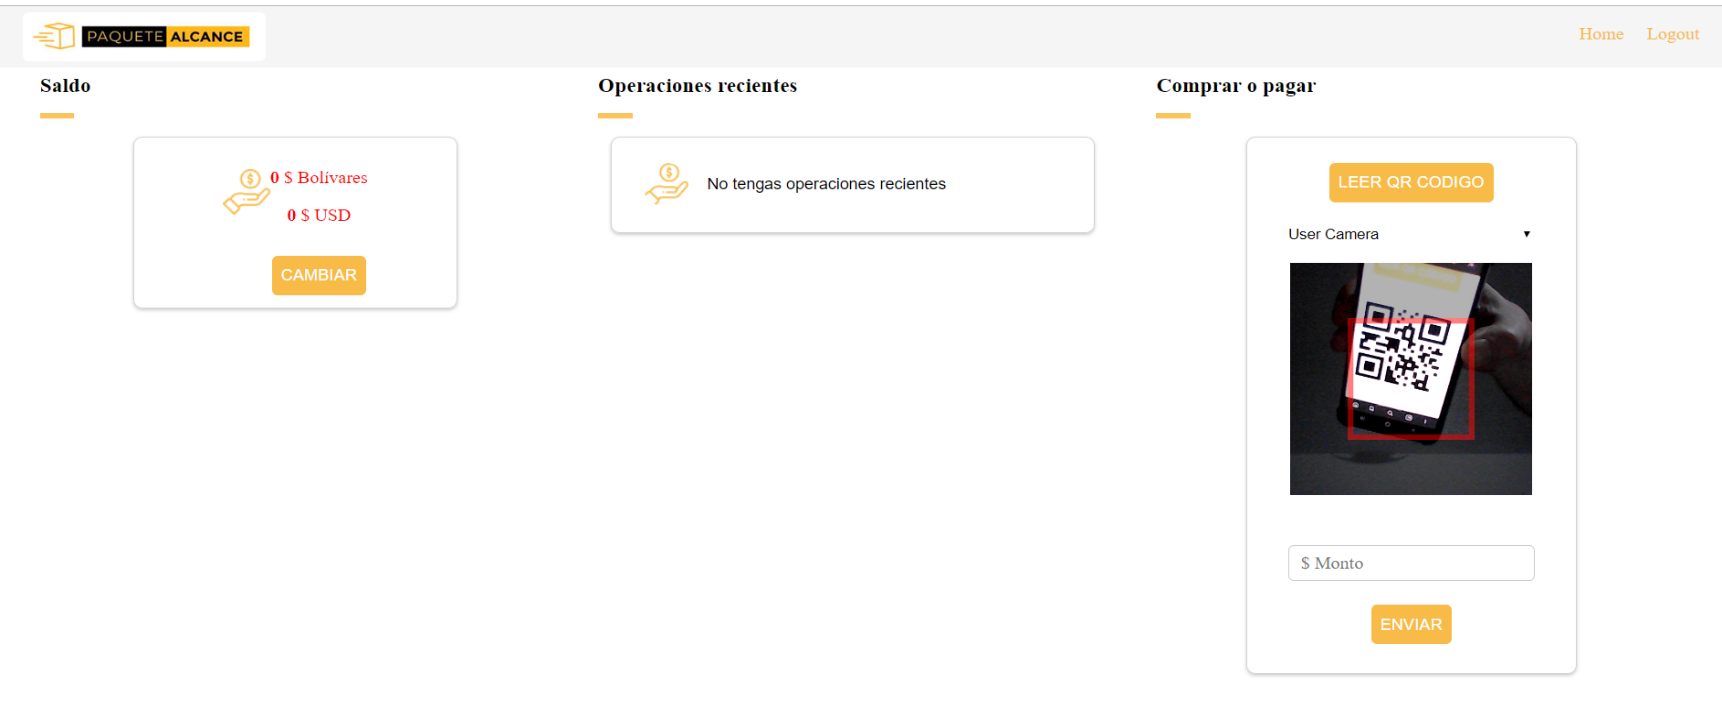 PAQUETE ALCANCE
Home Logout
Saldo
0 $ Bolívares
0 $ USD
CAMBIAR
Operaciones recientes
No tengas operaciones recientes
Comprar o pagar
LEER QR CODIGO
User Camera
$ Monto
ENVIAR